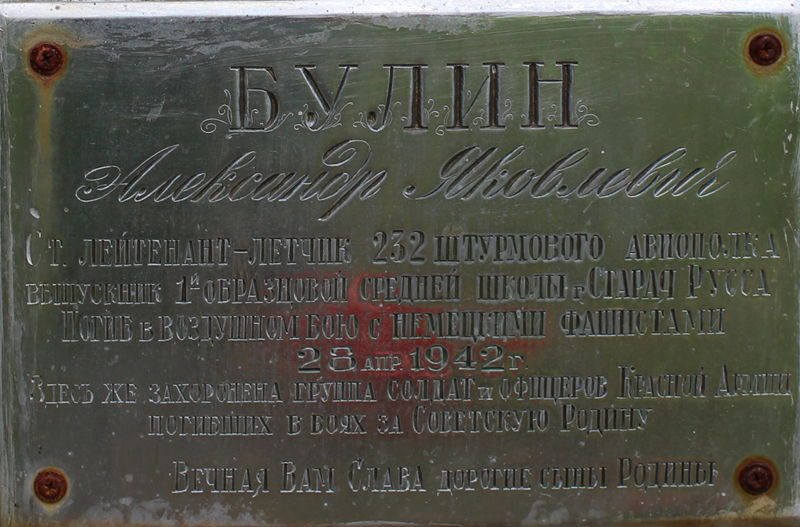 БУЛИН
Александр Яковлевич
Ст. лейтенант-летчик 232 штурмового авиополка
выпускник 1й образцовой средней школы г. Старая Русса
Погиб в воздушном бою с немецкими фашистами
28 апр. 1942 г.
Здесь же захоронена группа солдат и офицеров Красной Армии
погибших в боях за Советскую Родину
Вечная Вам Слава дорогие сыны Родины